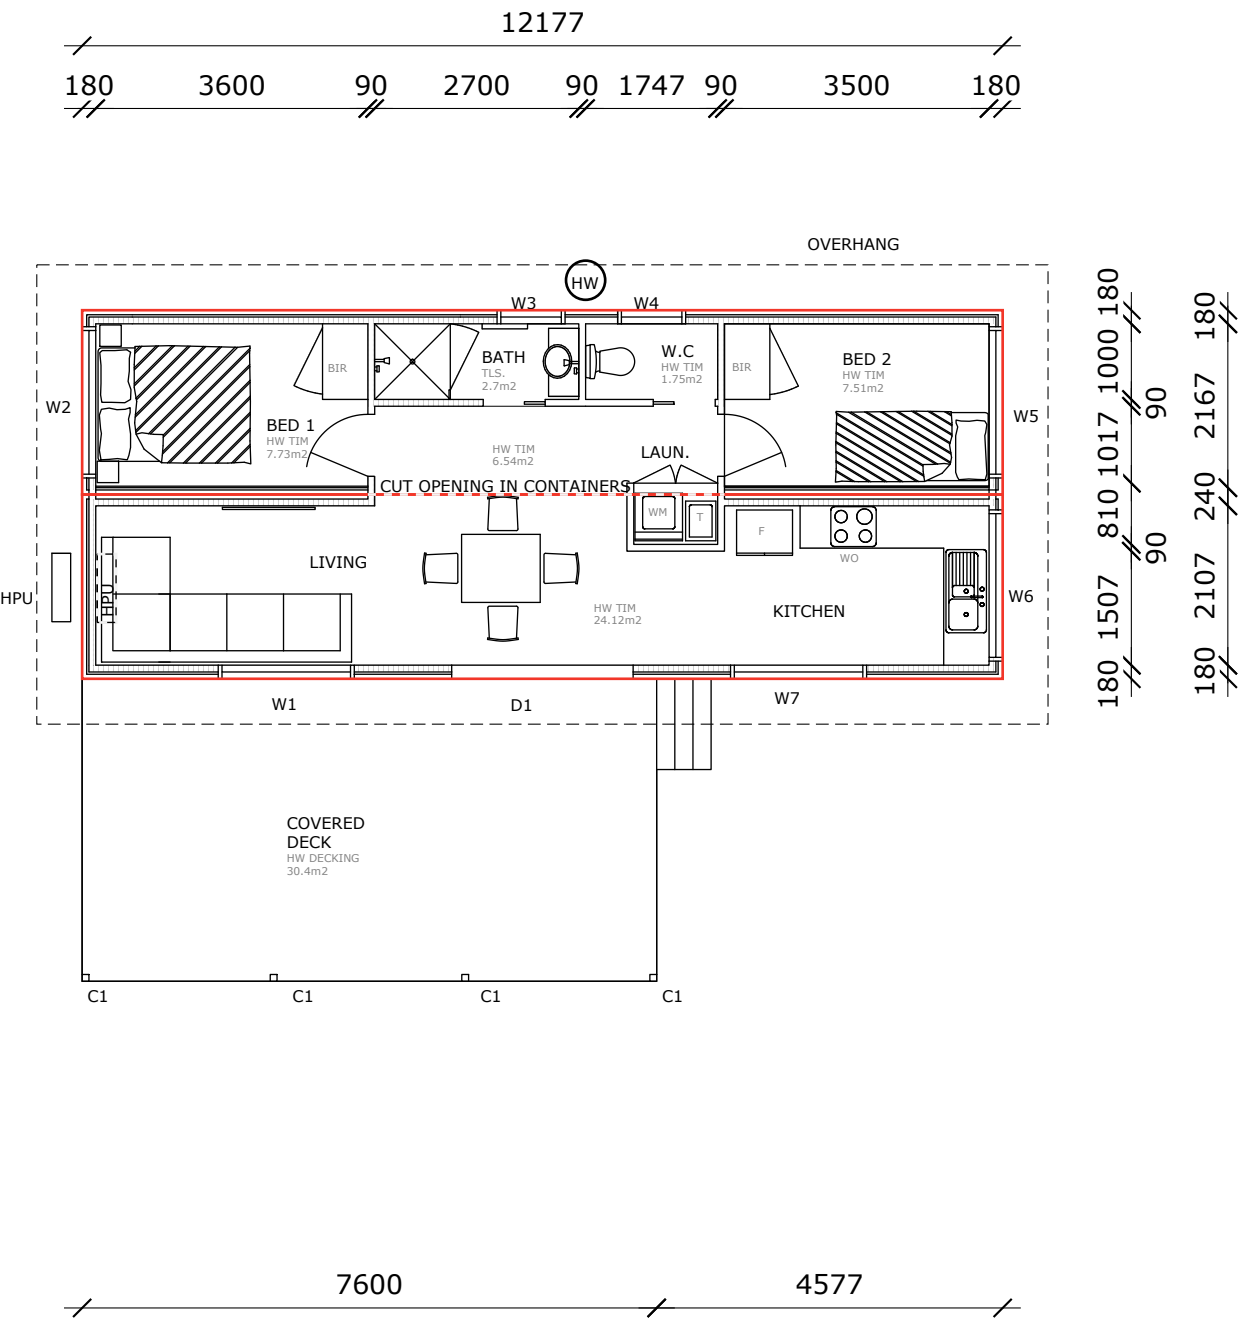 12177
180 3600 90 2700 90 1747 90 3500 180
OVERHANG
HW
W3
W4
W2
BIR
BATH
TLS.
2.7m2
W.C
HW TIM
1.75m2
BIR
BED 2
HW TIM
7.51m2
W5
BED 1
HW TIM
7.73m2
HW TIM
6.54m2
LAUN.
CUT OPENING IN CONTAINERS
WM
T
F
WO
LIVING
HPU
HPU
HW TIM
24.12m2
KITCHEN
W6
W1
D1
W7
180
1000
90
1017
810
90
1507
180
180
2167
240
2107
180
COVERED
DECK
HW DECKING
30.4m2
C1
C1
C1
C1
7600 4577